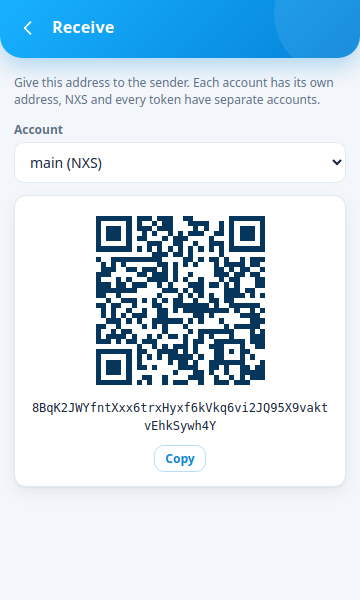 Receive
Give this address to the sender. Each account has its own
address, NXS and every token have separate accounts.
Account
main (NXS)
8BqK2JWYfntXxx6trxHyxf6kVkq6vi2JQ95X9vakt
vEhkSywh4Y
Copy